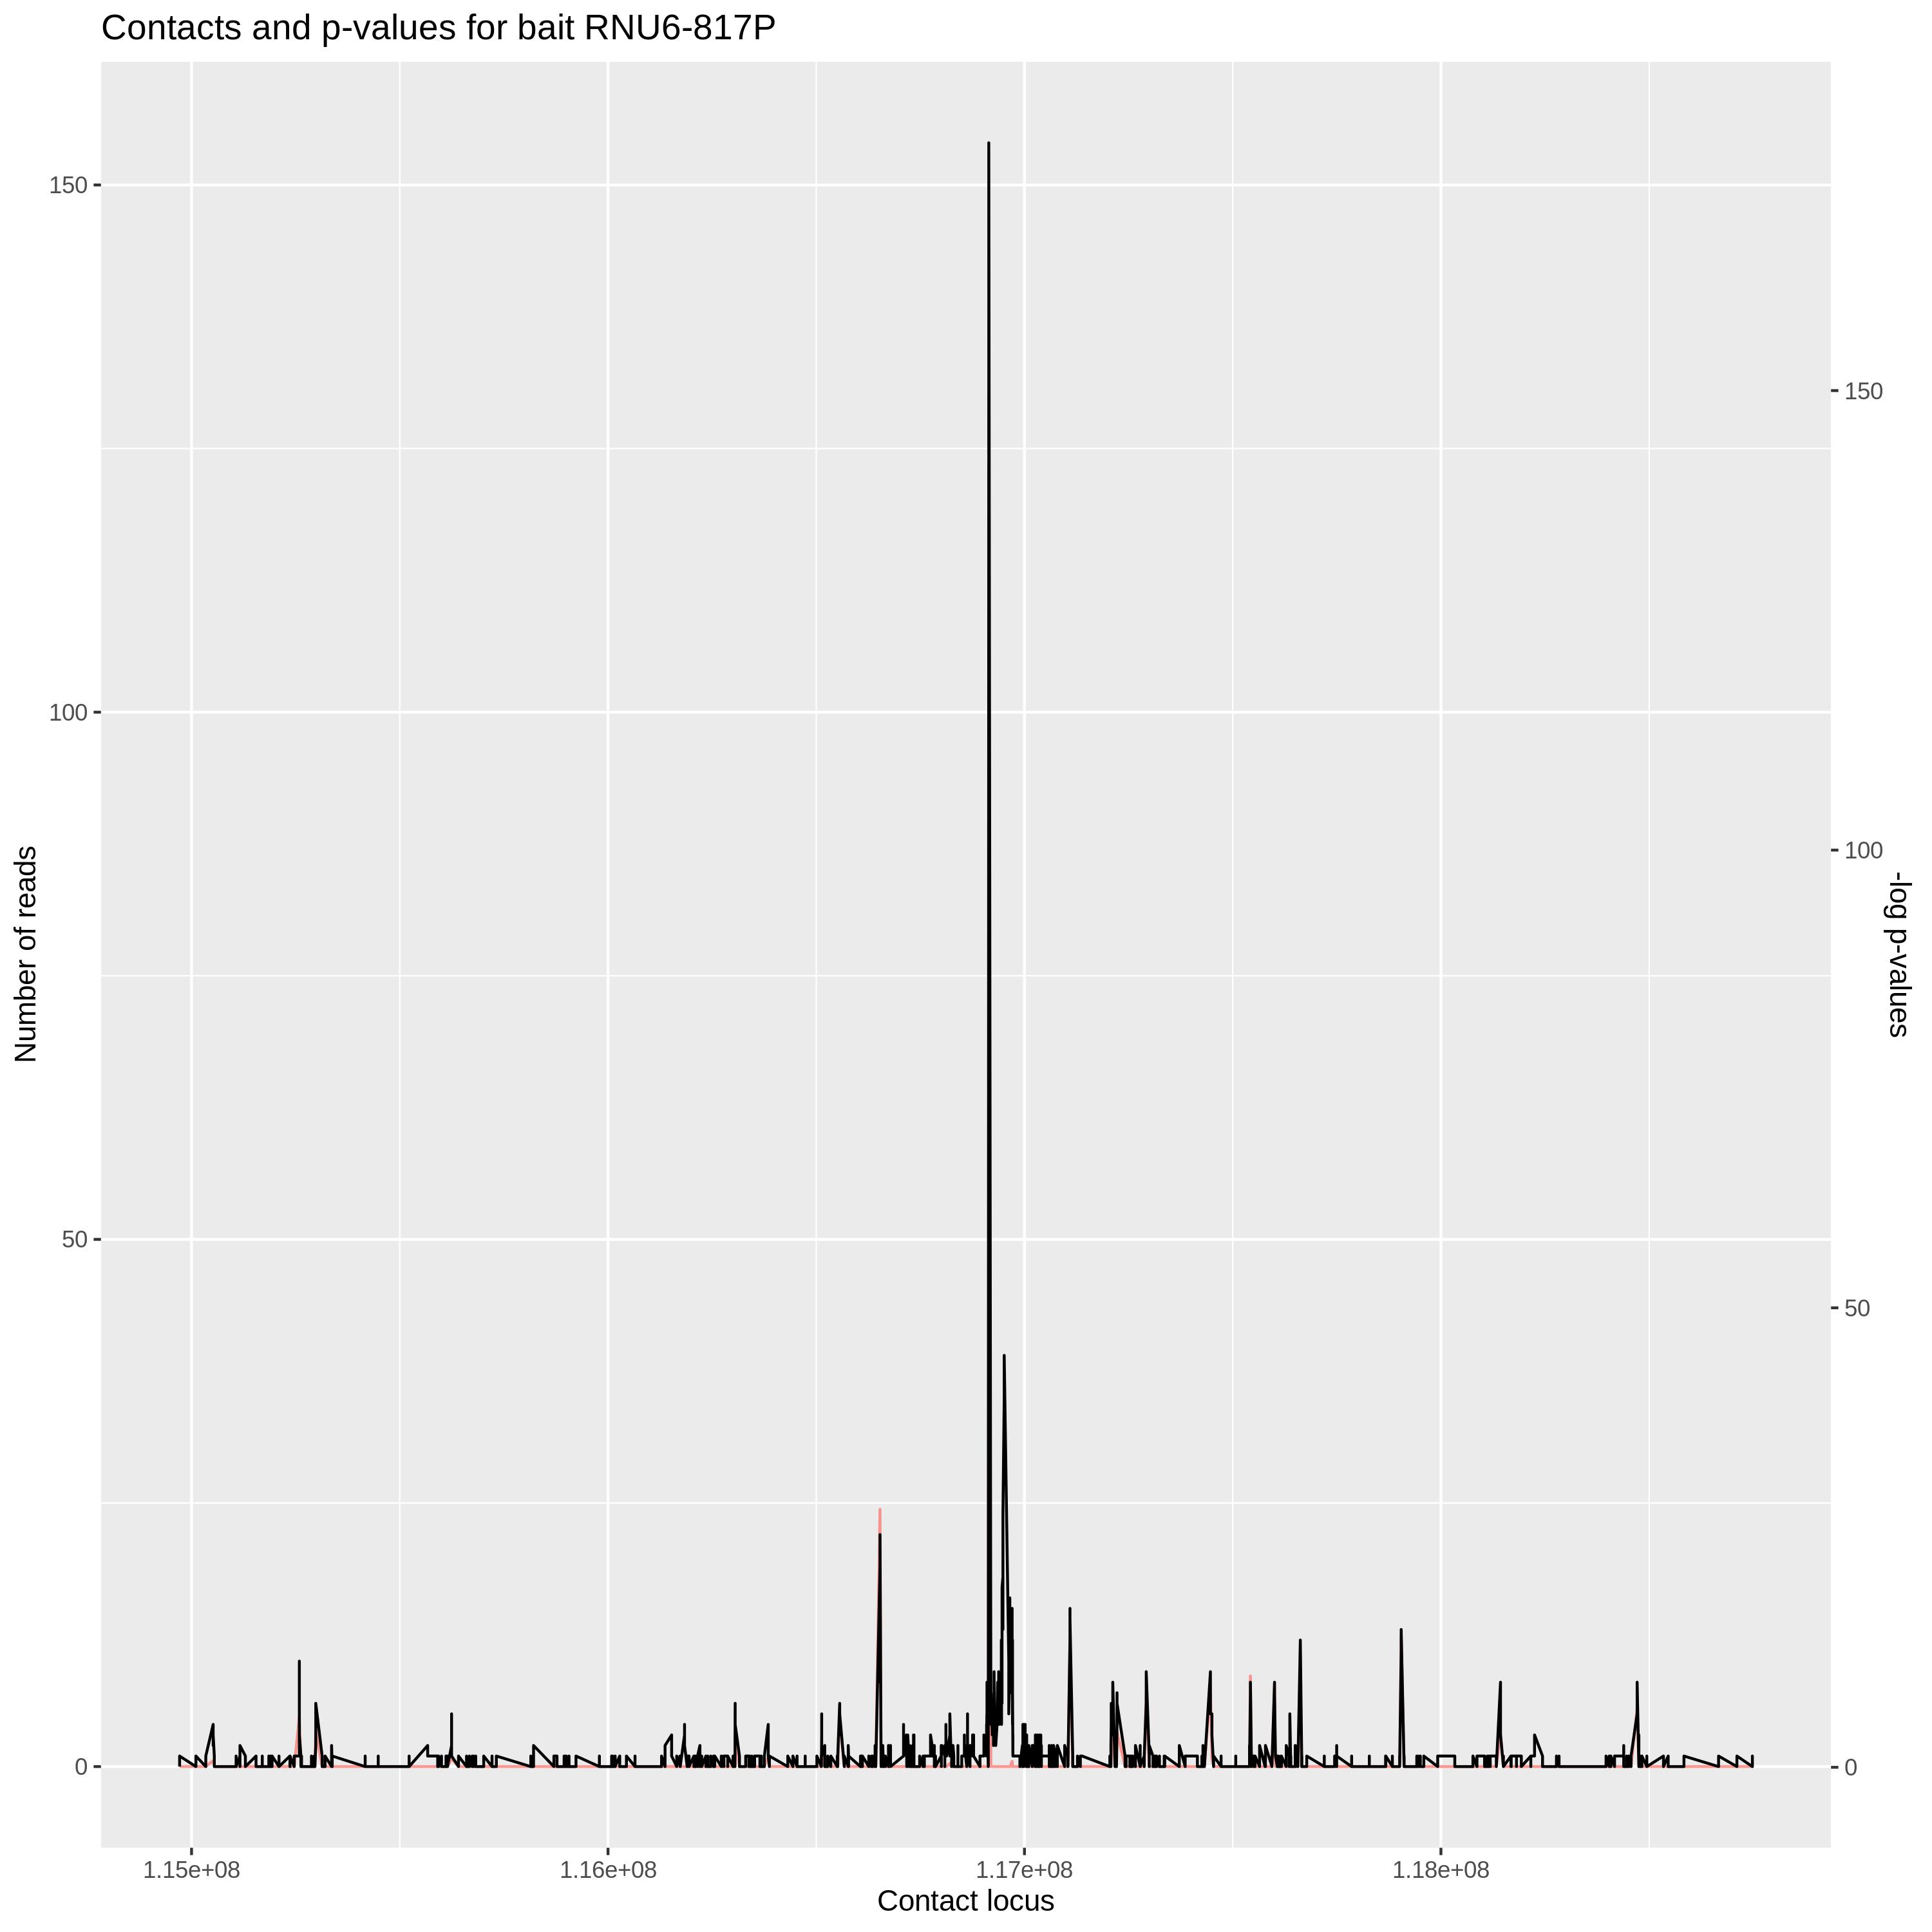 Contacts and p-values for bait RNU6-817P
150
100
50
0
Number of reads
150
100
50
0
-log p-values
1.15e+08
1.16e+08
1.17e+08
1.18e+08
Contact locus